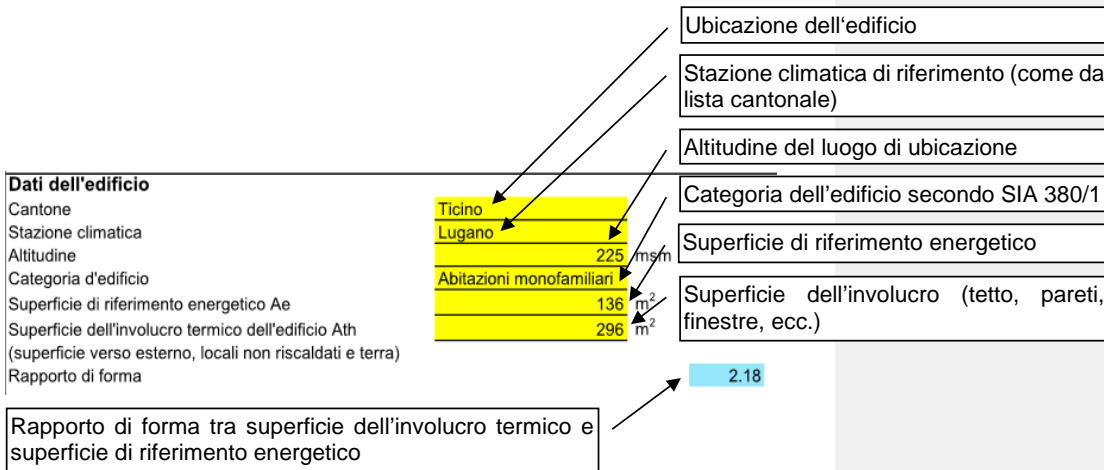 Ubicazione dell‘edificio
Stazione climatica di riferimento (come da
lista cantonale)
Altitudine del luogo di ubicazione
Categoria dell’edificio secondo SIA 380/1
Superficie di riferimento energetico
Superficie dell’involucro (tetto, pareti,
finestre, ecc.)
Dati dell'edificio
Cantone Ticino
Stazione climatica Lugano
Altitudine 225 msm
Categoria d'edificio Abitazioni monofamiliari
Superficie di riferimento energetico Ae 136 m²
Superficie dell'involucro termico dell'edificio Ath 296 m²
(superficie verso esterno, locali non riscaldati e terra)
Rapporto di forma 2.18
Rapporto di forma tra superficie dell’involucro termico e
superficie di riferimento energetico